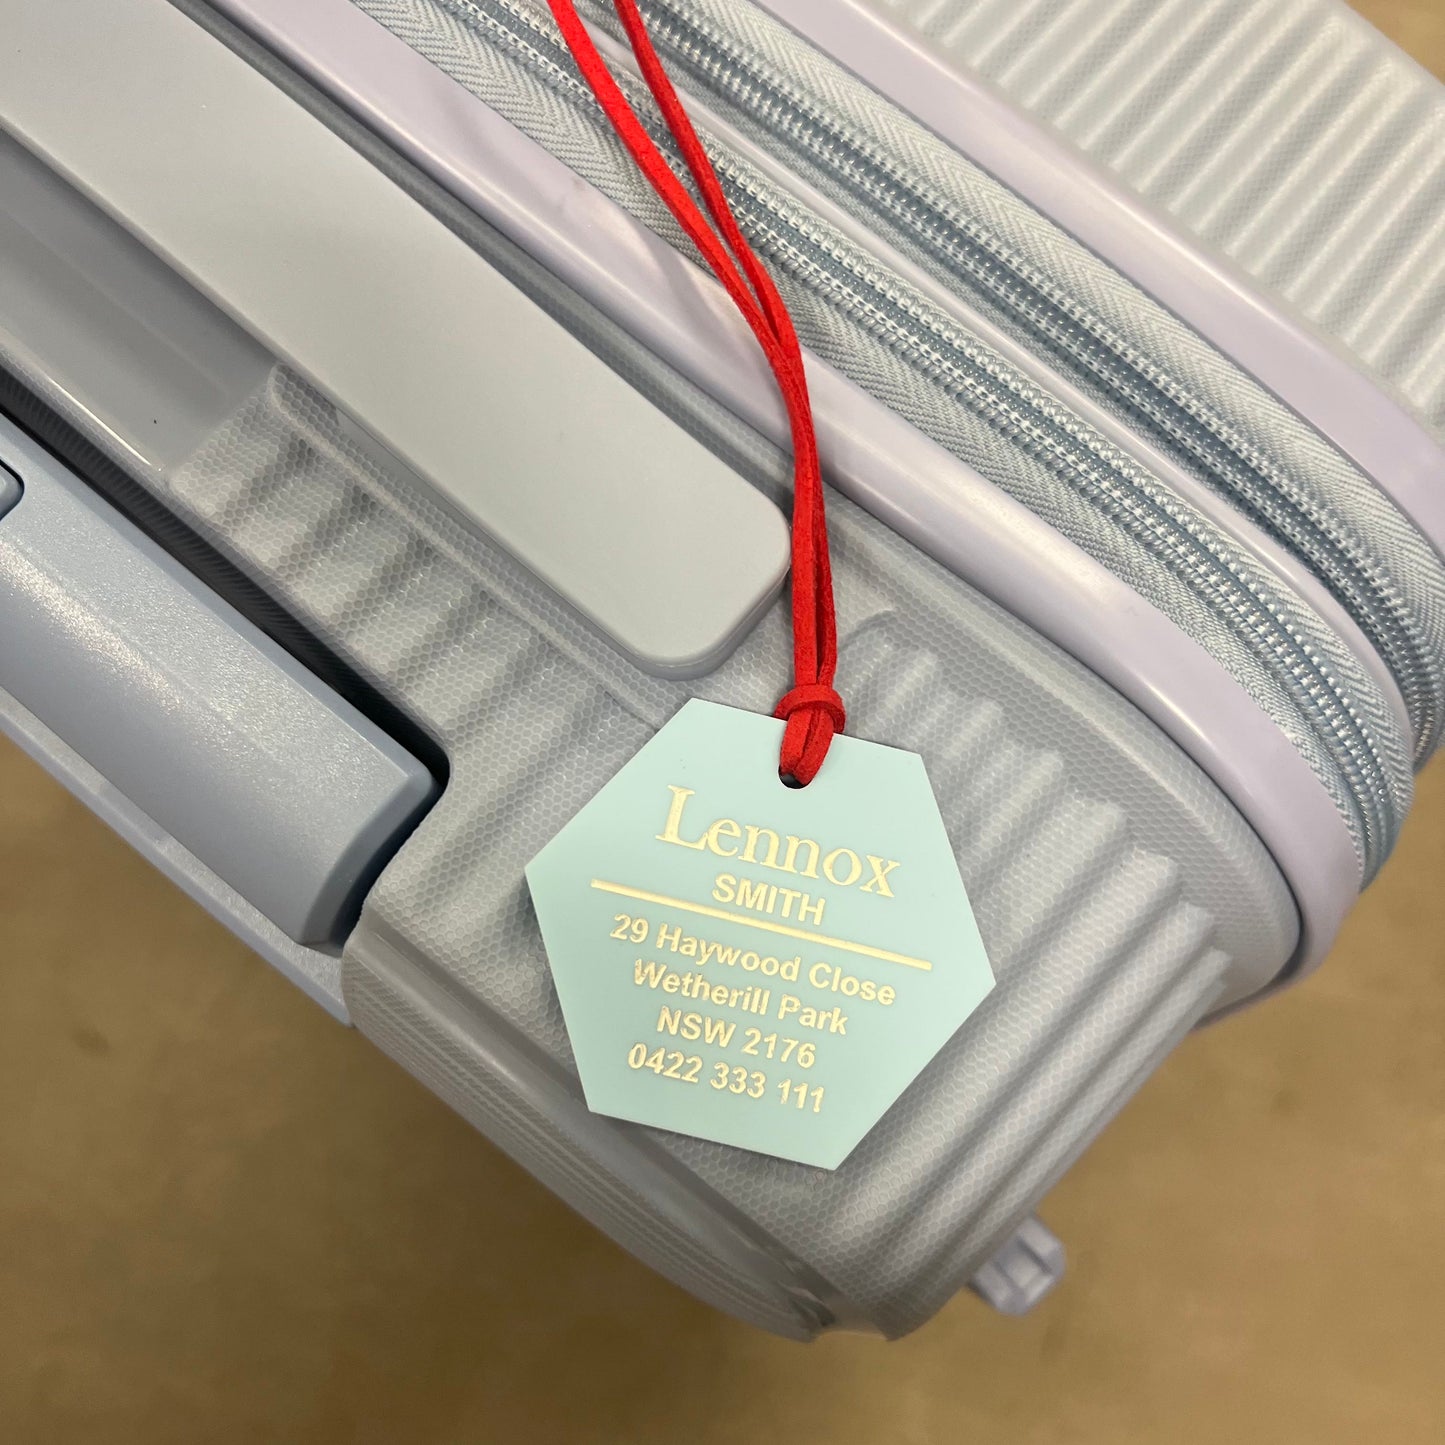 Lennox
SMITH
29 Haywood Close
Wetherill Park
NSW 2176
0422 333 111